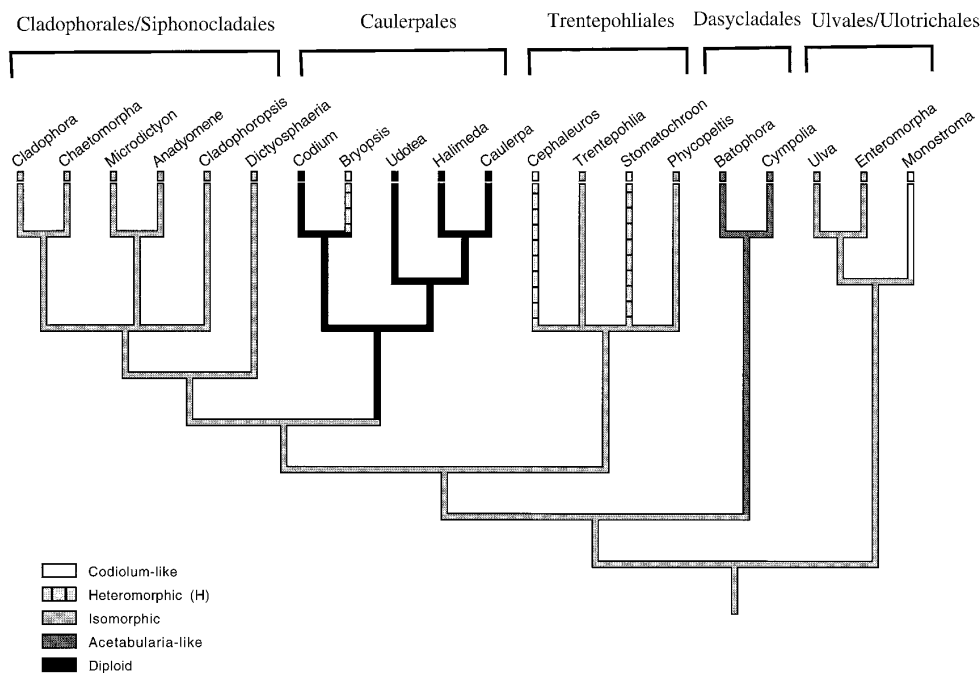 Cladophorales/Siphonocladales
Caulerpales
Trentepohliales
Dasycladales
Ulvales/Ulotrichales
Cladophora
Chaetomorpha
Microdictyon
Anadyomene
Cladophoropsis
Dictyosphaeria
Codium
Bryopsis
Udotea
Halimeda
Caulerpa
Cephaleuros
Trentepohlia
Stomatochroon
Phycopeltis
Batophora
Cympolia
Ulva
Enteromorpha
Monostroma
Codiolum-like
Heteromorphic (H)
Isomorphic
Acetabularia-like
Diploid